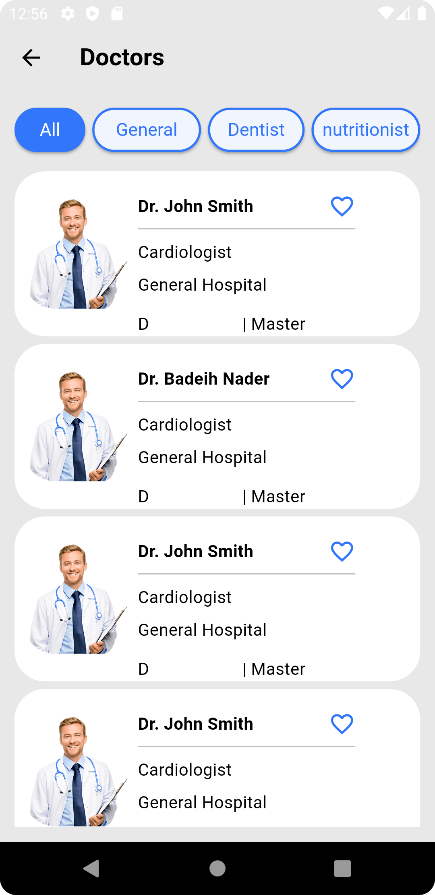 12:56
Doctors
All
General
Dentist
nutritionist
Dr. John Smith
Cardiologist
General Hospital
D | Master
Dr. Badeih Nader
Cardiologist
General Hospital
D | Master
Dr. John Smith
Cardiologist
General Hospital
D | Master
Dr. John Smith
Cardiologist
General Hospital